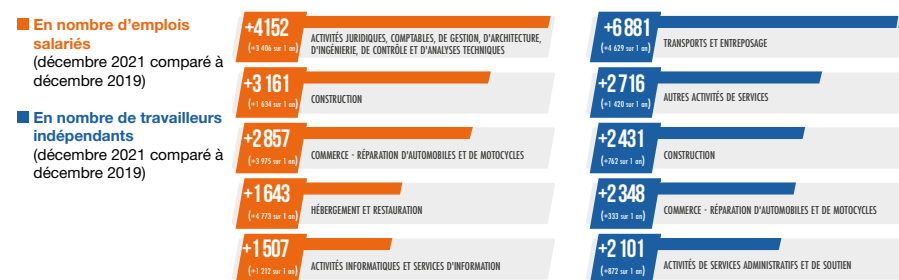 En nombre d'emplois
salariés
(décembre 2021 comparé à
décembre 2019)
En nombre de travailleurs
indépendants
(décembre 2021 comparé à
décembre 2019)
+4152
(+3 406 sur 1 an)
ACTIVITÉS JURIDIQUES, COMPTABLES, DE GESTION, D'ARCHITECTURE,
D'INGÉNIERIE, DE CONTRÔLE ET D'ANALYSES TECHNIQUES
+3 161
(+1 634 sur 1 an)
CONSTRUCTION
+2 857
(+3 975 sur 1 an)
COMMERCE - RÉPARATION D'AUTOMOBILES ET DE MOTOCYCLES
+1 643
(+4 773 sur 1 an)
HÉBERGEMENT ET RESTAURATION
+1 507
(+1 212 sur 1 an)
ACTIVITÉS INFORMATIQUES ET SERVICES D'INFORMATION
+6 881
(+4 629 sur 1 an)
TRANSPORTS ET ENTREPOSAGE
+2 716
(+1 420 sur 1 an)
AUTRES ACTIVITÉS DE SERVICES
+2 431
(+762 sur 1 an)
CONSTRUCTION
+2 348
(+333 sur 1 an)
COMMERCE - RÉPARATION D'AUTOMOBILES ET DE MOTOCYCLES
+2 101
(+872 sur 1 an)
ACTIVITÉS DE SERVICES ADMINISTRATIFS ET DE SOUTIEN